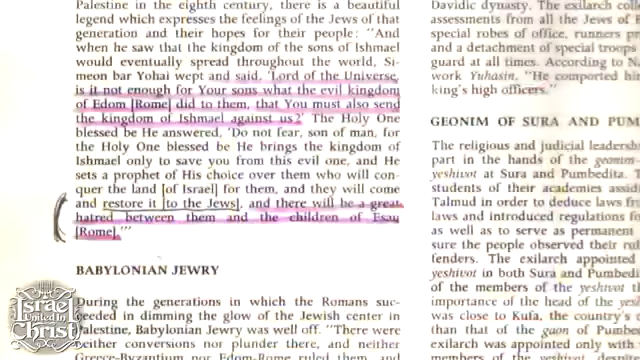 Palestine in the eighth century, there is a beautiful
legend which expresses the feelings of the Jews of that
generation and their hopes for their people: "And
when he saw that the kingdom of the sons of Ishmael
would eventually spread throughout the world, Si-
meon bar Yohai wept and said, 'Lord of the Universe,
is it not enough for Your sons what the evil kingdom
of Edom [Rome] did to them, that You must also send
the kingdom of Ishmael against us?' The Holy One
blessed be He answered, 'Do not fear, son of man, for
the Holy One blessed be He brings the kingdom of
Ishmael only to save you from this evil one, and He
sets a prophet of His choice over them who will con-
quer the land [of Israel] for them, and they will come
and restore it [to the Jews], and there will be a great
hatred between them and the children of Esau
[Rome].'"
BABYLONIAN JEWRY
During the generations in which the Romans suc-
ceeded in dimming the glow of the Jewish center in
Palestine, Babylonian Jewry was well off. "There were
neither conversions nor plunder there, and neither
Greece-Byzantium nor Edom-Rome ruled them, and
Davidic dynasty. The exilarch colle
assessments from all the Jews of
special robes of office, runners pr
and a detachment of special troops
guard at all times. According to N
work Yuhasin, "He comported hi
king's high officers."
GEONIM OF SURA AND PUM
The religious and judicial leadersh
part in the hands of the geonim
yeshivot at Sura and Pumbedita.
students of their academies assid
Talmud in order to deduce laws fr
laws and introduced regulations f
as well as to serve as permanent
sure the people observed their rul
fenders. The exilarch appointed
yeshivot in both Sura and Pumbed
of the members of the yeshivot th
importance of the head of the yes
was close to Kufa, the country's c
than that of the gaon of Pumbed
exilarch was appointed only with
members of the yeshivot
Israel
United in
Christ